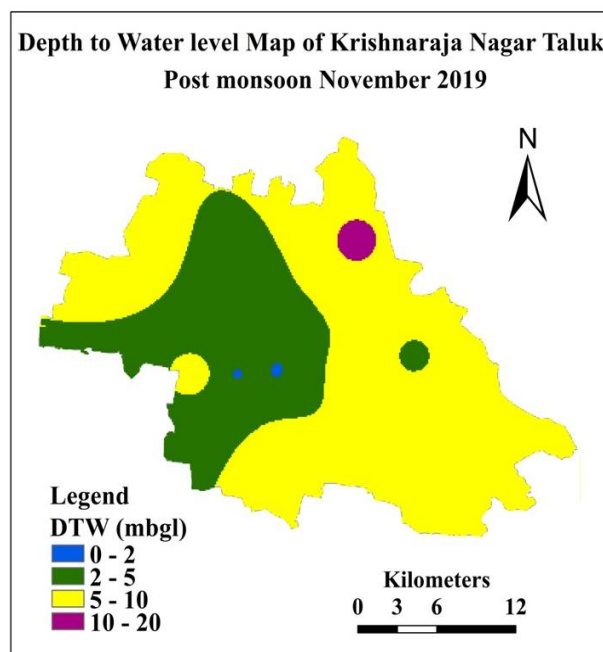 Depth to Water level Map of Krishnaraja Nagar Taluk
Post monsoon November 2019
N
Legend
DTW (mbgl)
0 - 2
2 - 5
5 - 10
10 - 20
Kilometers
0 3 6 12